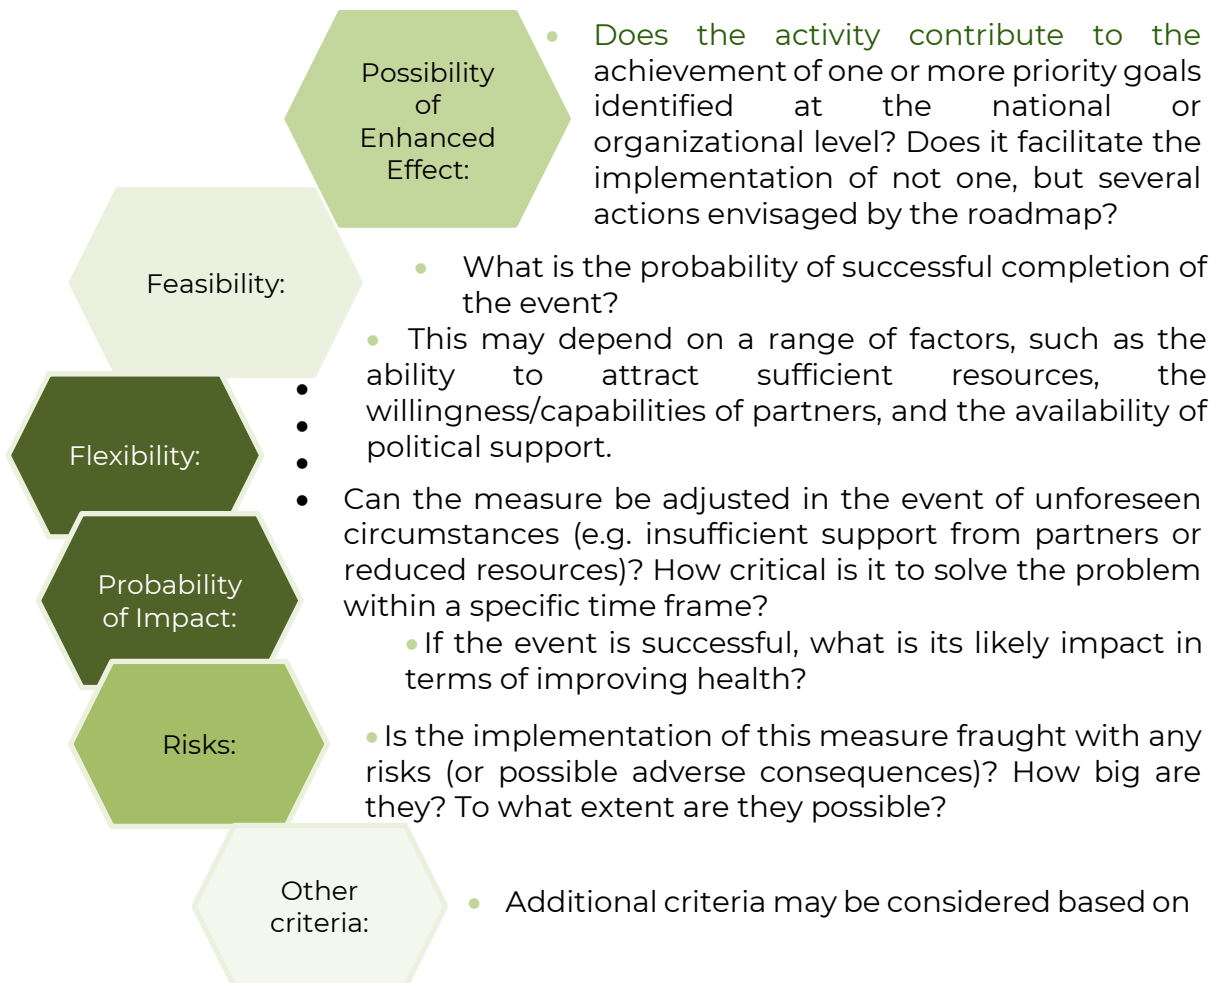 Possibility
of
Enhanced
Effect:
• Does the activity contribute to the
achievement of one or more priority goals
identified at the national or
organizational level? Does it facilitate the
implementation of not one, but several
actions envisaged by the roadmap?
Feasibility:
• What is the probability of successful completion of
the event?
• This may depend on a range of factors, such as the
ability to attract sufficient resources, the
willingness/capabilities of partners, and the availability of
political support.
Flexibility:
•
•
•
• Can the measure be adjusted in the event of unforeseen
circumstances (e.g. insufficient support from partners or
reduced resources)? How critical is it to solve the problem
within a specific time frame?
Probability
of Impact:
• If the event is successful, what is its likely impact in
terms of improving health?
Risks:
• Is the implementation of this measure fraught with any
risks (or possible adverse consequences)? How big are
they? To what extent are they possible?
Other
criteria:
• Additional criteria may be considered based on